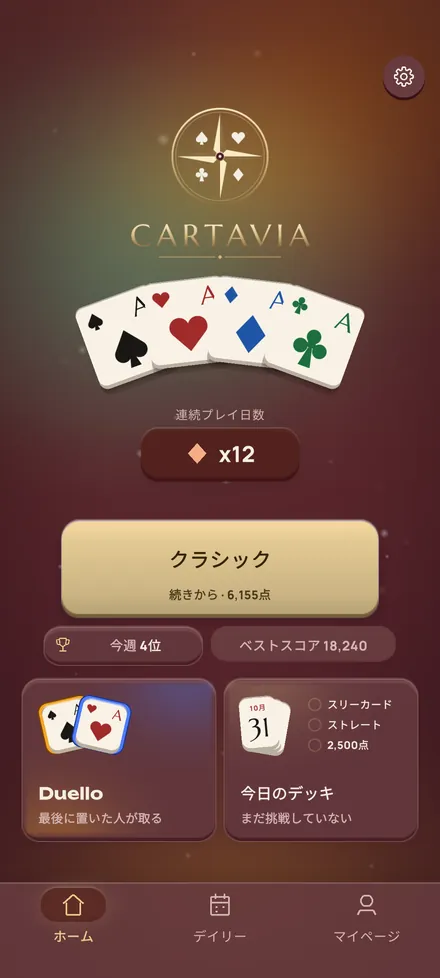 CARTAVIA
A A A A
連続プレイ日数
x12
クラシック
続きから · 6,155点
今週 4位
ベストスコア 18,240
A A
10月
31
スリーカード
ストレート
2,500点
Duello
最後に置いた人が取る
今日のデッキ
まだ挑戦していない
ホーム
デイリー
マイページ